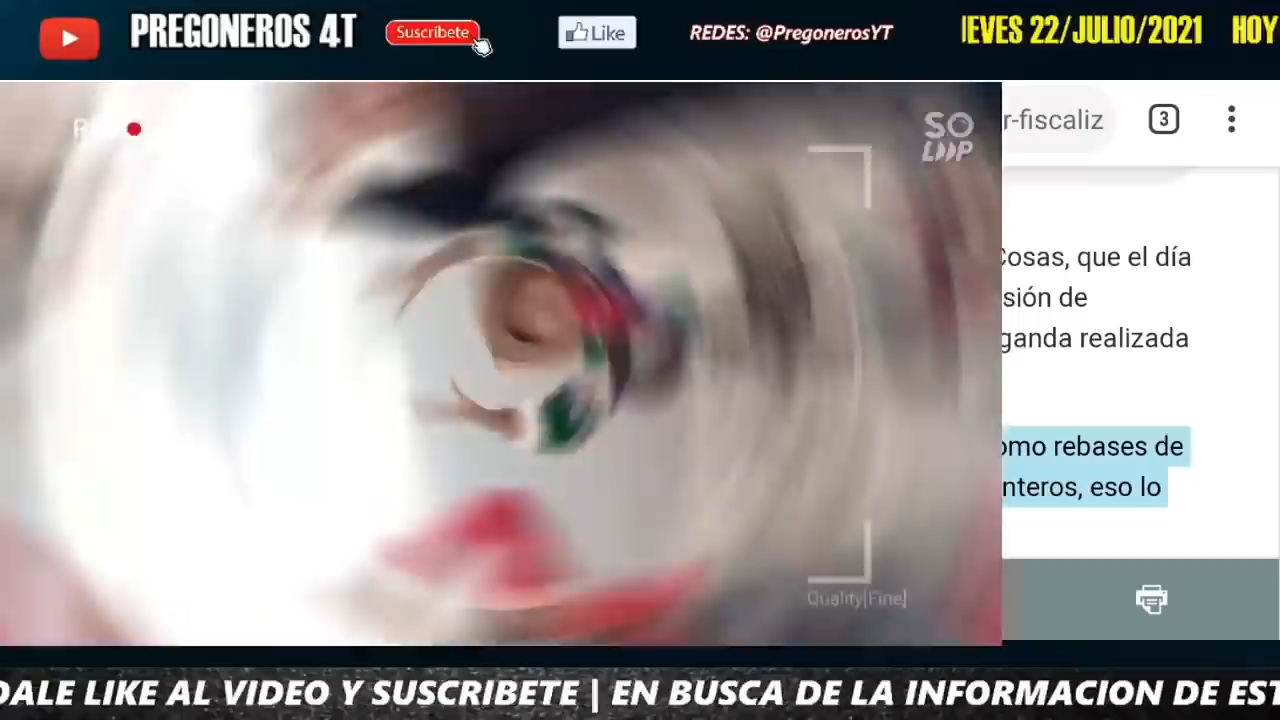 PREGONEROS 4T
Suscríbete
Like
REDES: @PregonerosYT
IEVES 22/JULIO/2021 HOY
SO
LOOP
r-fiscaliz
3
Cosas, que el día
sión de
ganda realizada
omo rebases de
nteros, eso lo
Quality[Fine]
DALE LIKE AL VIDEO Y SUSCRIBETE | EN BUSCA DE LA INFORMACION DE EST